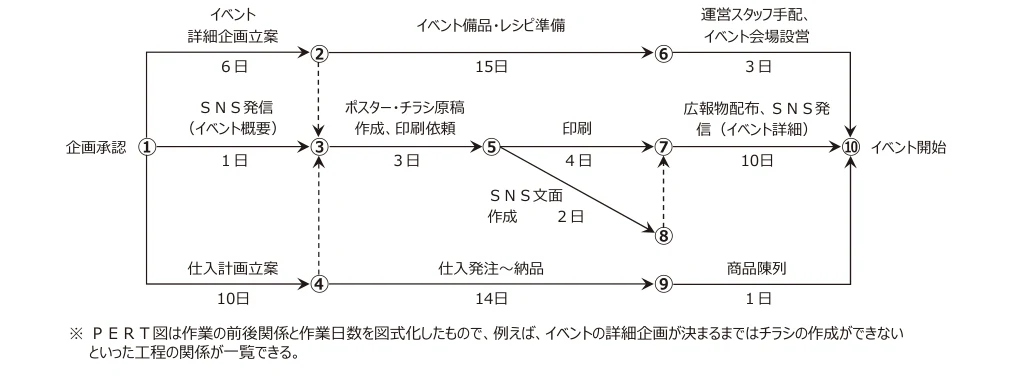 イベント
詳細企画立案
6日
②
イベント備品・レシピ準備
15日
⑥
運営スタッフ手配、
イベント会場設営
3日
企画承認
①
ＳＮＳ発信
（イベント概要）
1日
③
ポスター・チラシ原稿
作成、印刷依頼
3日
⑤
印刷
4日
⑦
広報物配布、ＳＮＳ発
信（イベント詳細）
10日
⑩
イベント開始
ＳＮＳ文面
作成　2日
⑧
仕入計画立案
10日
④
仕入発注～納品
14日
⑨
商品陳列
1日
※ ＰＥＲＴ図は作業の前後関係と作業日数を図式化したもので、例えば、イベントの詳細企画が決まるまではチラシの作成ができない
といった工程の関係が一覧できる。